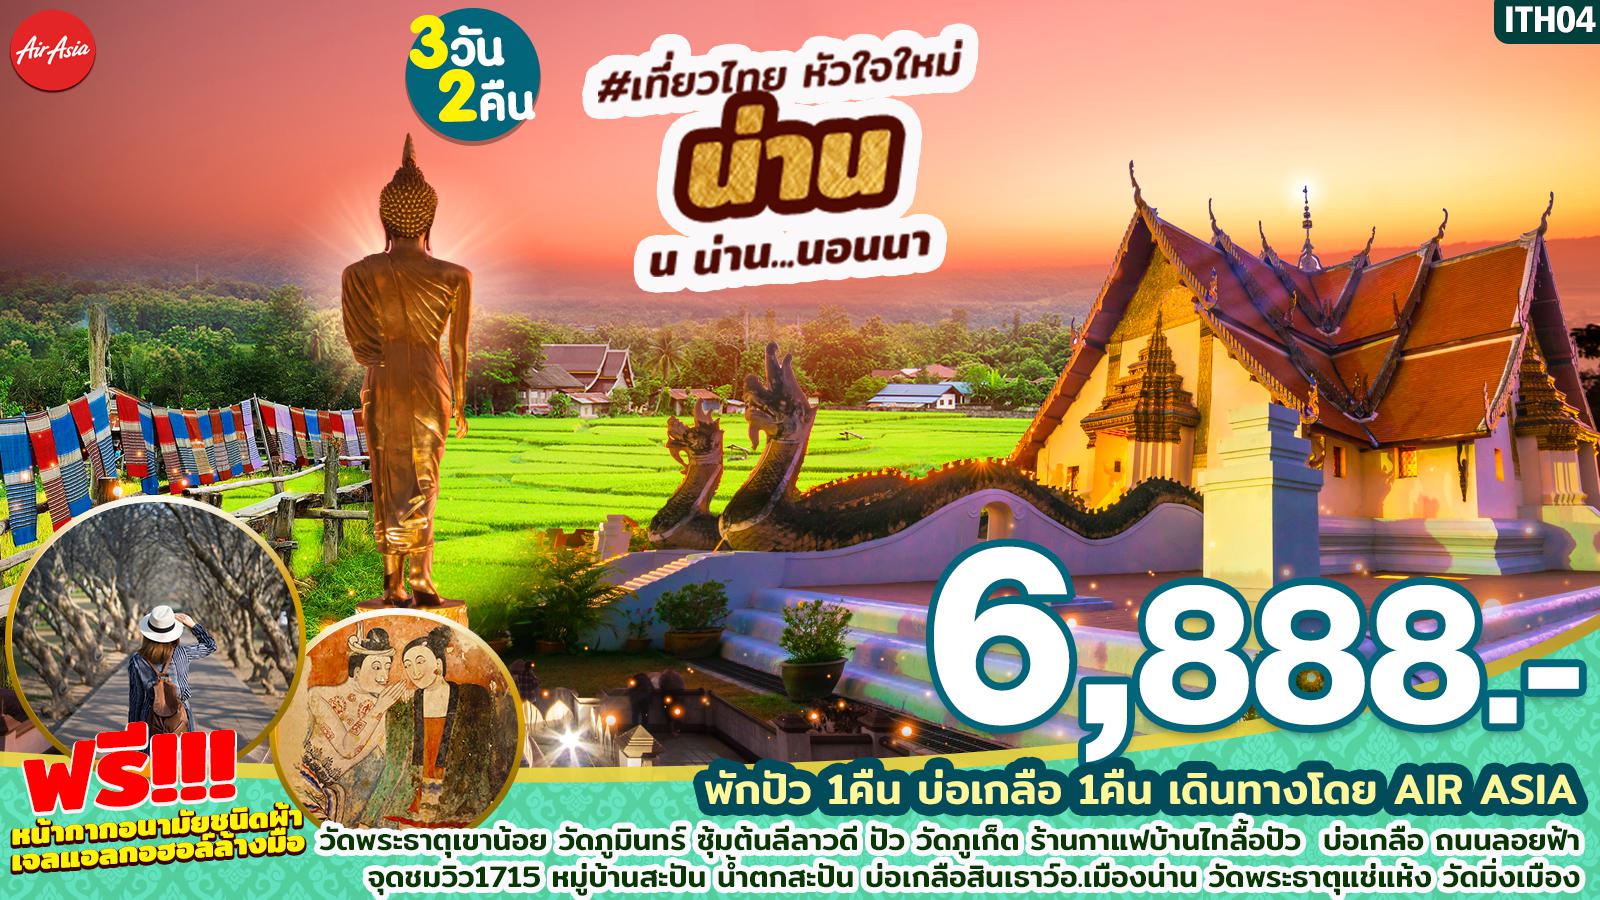 AirAsia
3วัน
2คืน
ITH04
#เที่ยวไทย หัวใจใหม่
น่าน
น น่าน...นอนนา
6,888.-
ฟรี!!!
หน้ากากอนามัยชนิดผ้า
เจลแอลกอฮอล์ล้างมือ
พักปัว 1คืน บ่อเกลือ 1คืน เดินทางโดย AIR ASIA
วัดพระธาตุเขาน้อย วัดภูมินทร์ ซุ้มต้นลีลาวดี ปัว วัดภูเก็ต ร้านกาแฟบ้านไทลื้อปัว บ่อเกลือ ถนนลอยฟ้า
จุดชมวิว1715 หมู่บ้านสะปัน น้ำตกสะปัน บ่อเกลือสินเธาว์อ.เมืองน่าน วัดพระธาตุแช่แห้ง วัดมิ่งเมือง